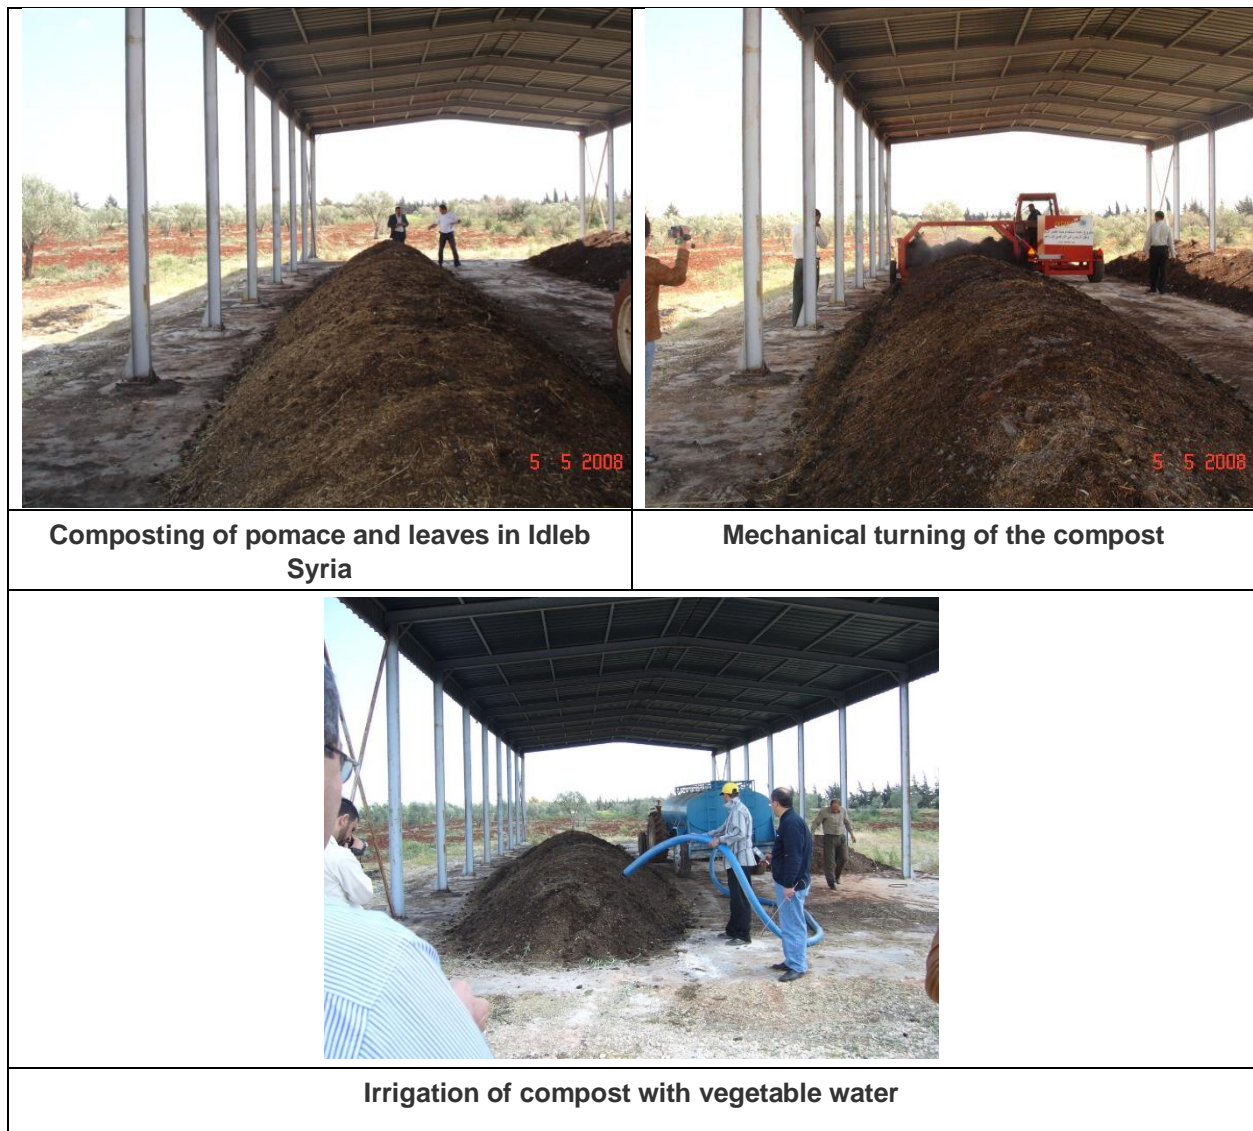 5 5 2008
5 5 2008
Composting of pomace and leaves in Idleb
Syria
Mechanical turning of the compost
Irrigation of compost with vegetable water